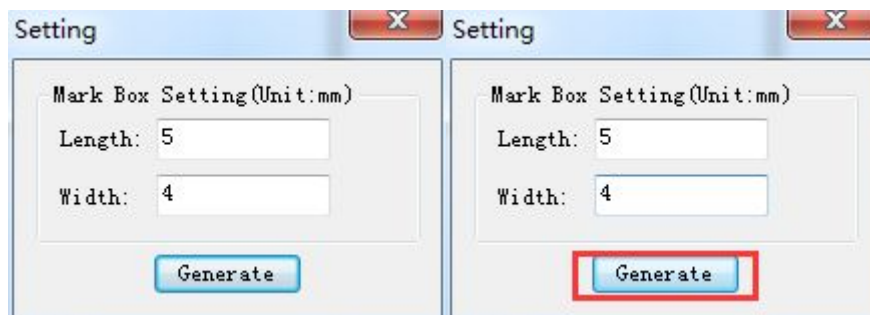 Setting
Mark Box Setting(Unit:mm)
Length: 5
Width: 4
Generate
Setting
Mark Box Setting(Unit:mm)
Length: 5
Width: 4
Generate